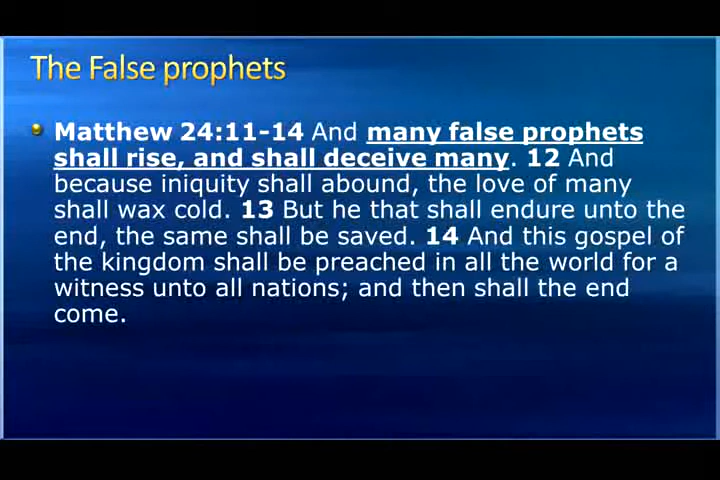 The False prophets
Matthew 24:11-14 And many false prophets
shall rise, and shall deceive many. 12 And
because iniquity shall abound, the love of many
shall wax cold. 13 But he that shall endure unto the
end, the same shall be saved. 14 And this gospel of
the kingdom shall be preached in all the world for a
witness unto all nations; and then shall the end
come.